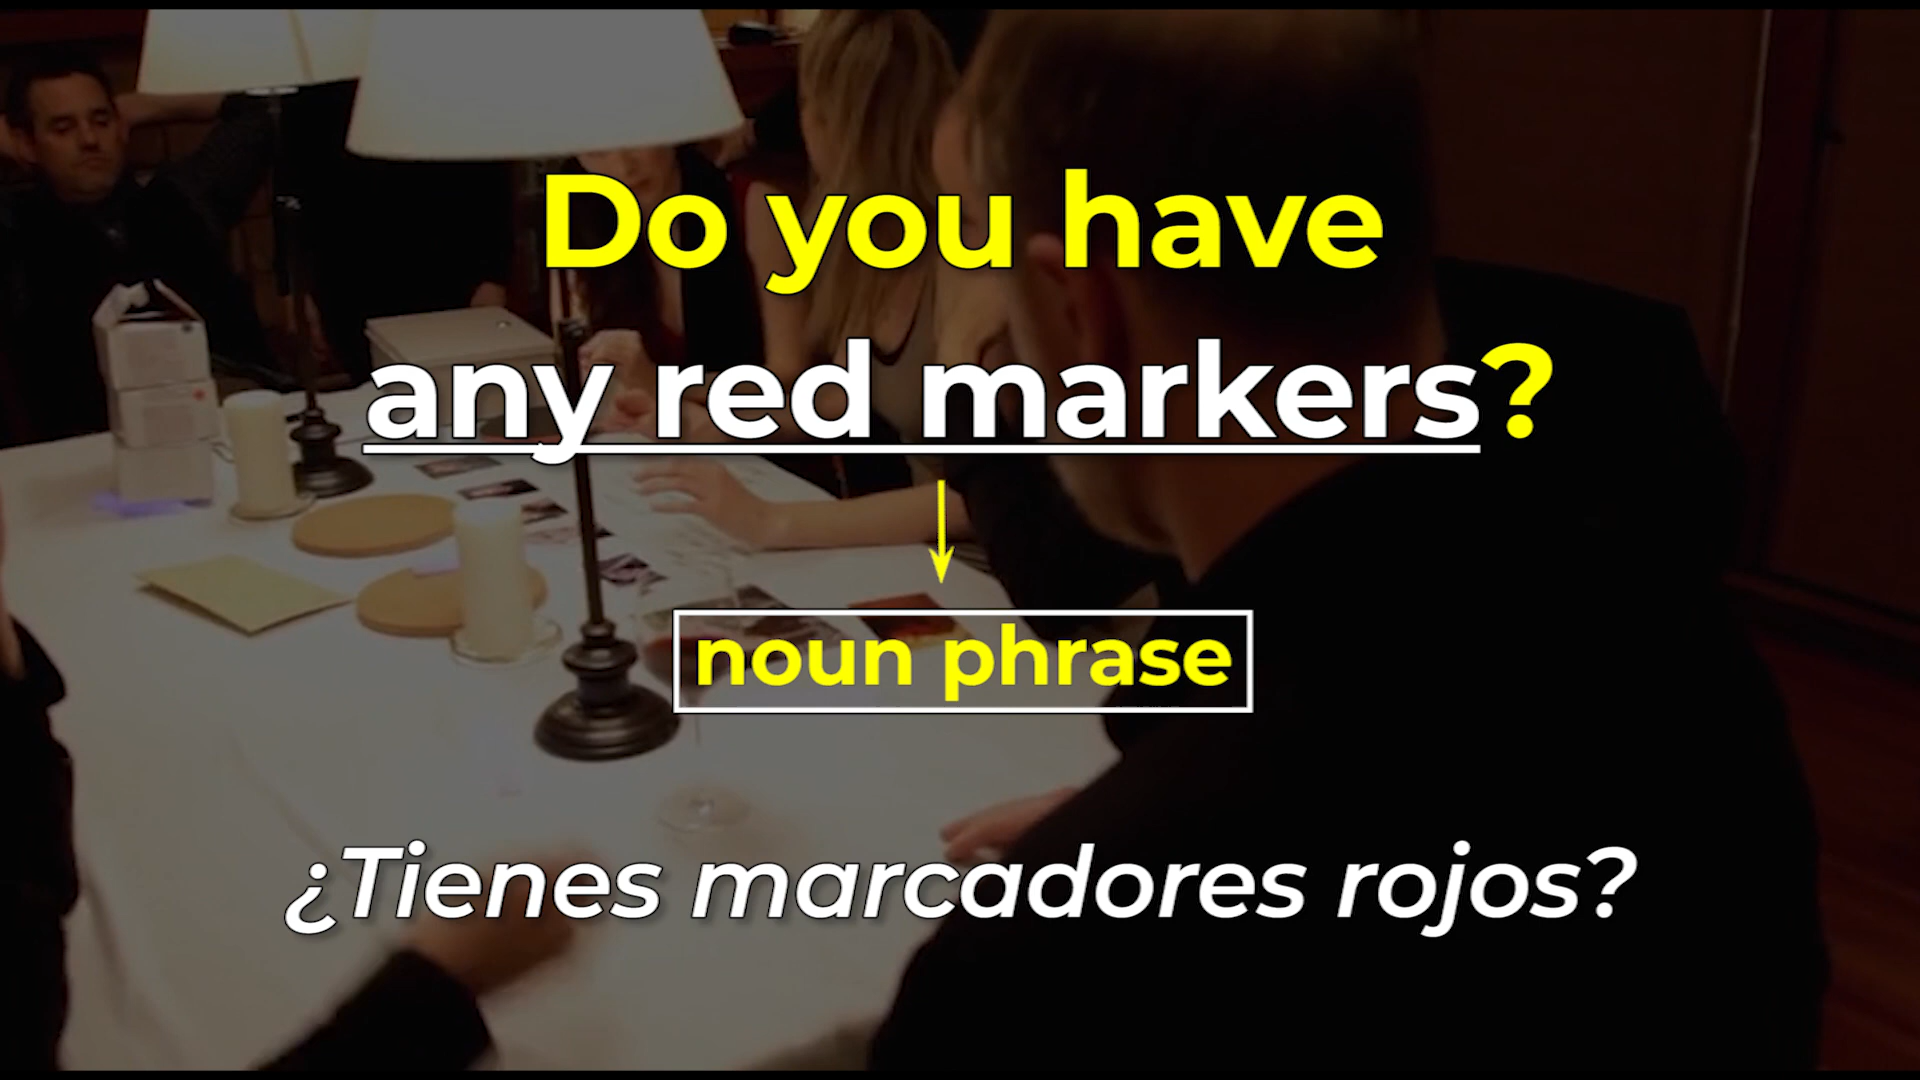 Do you have
any red markers?
noun phrase
¿Tienes marcadores rojos?